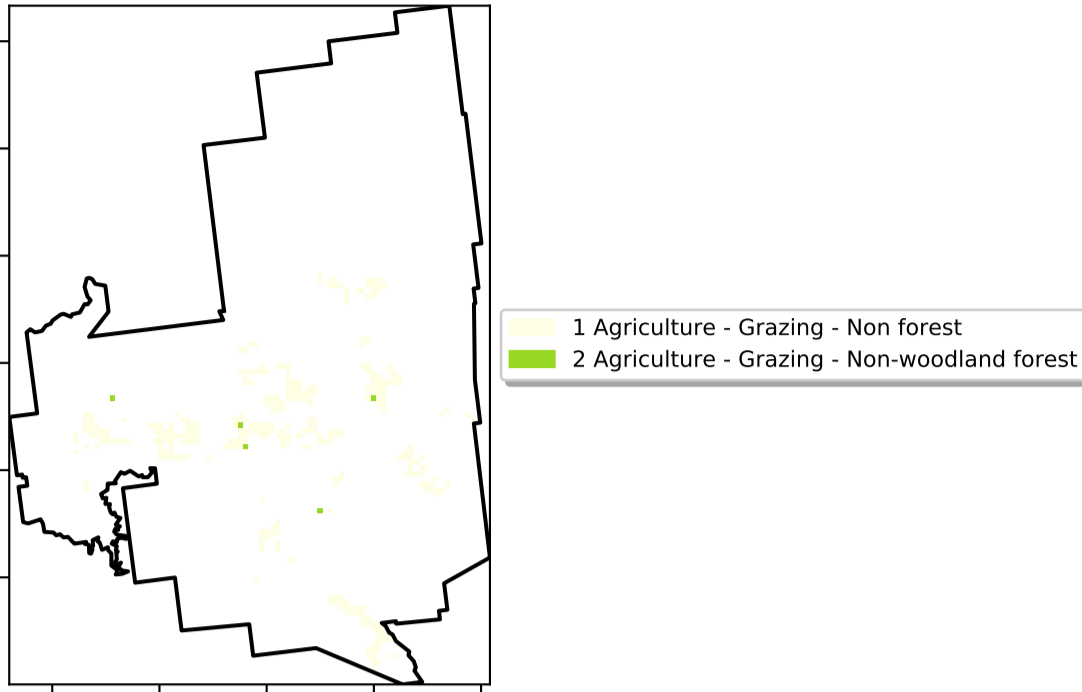 1 Agriculture - Grazing - Non forest
2 Agriculture - Grazing - Non-woodland forest